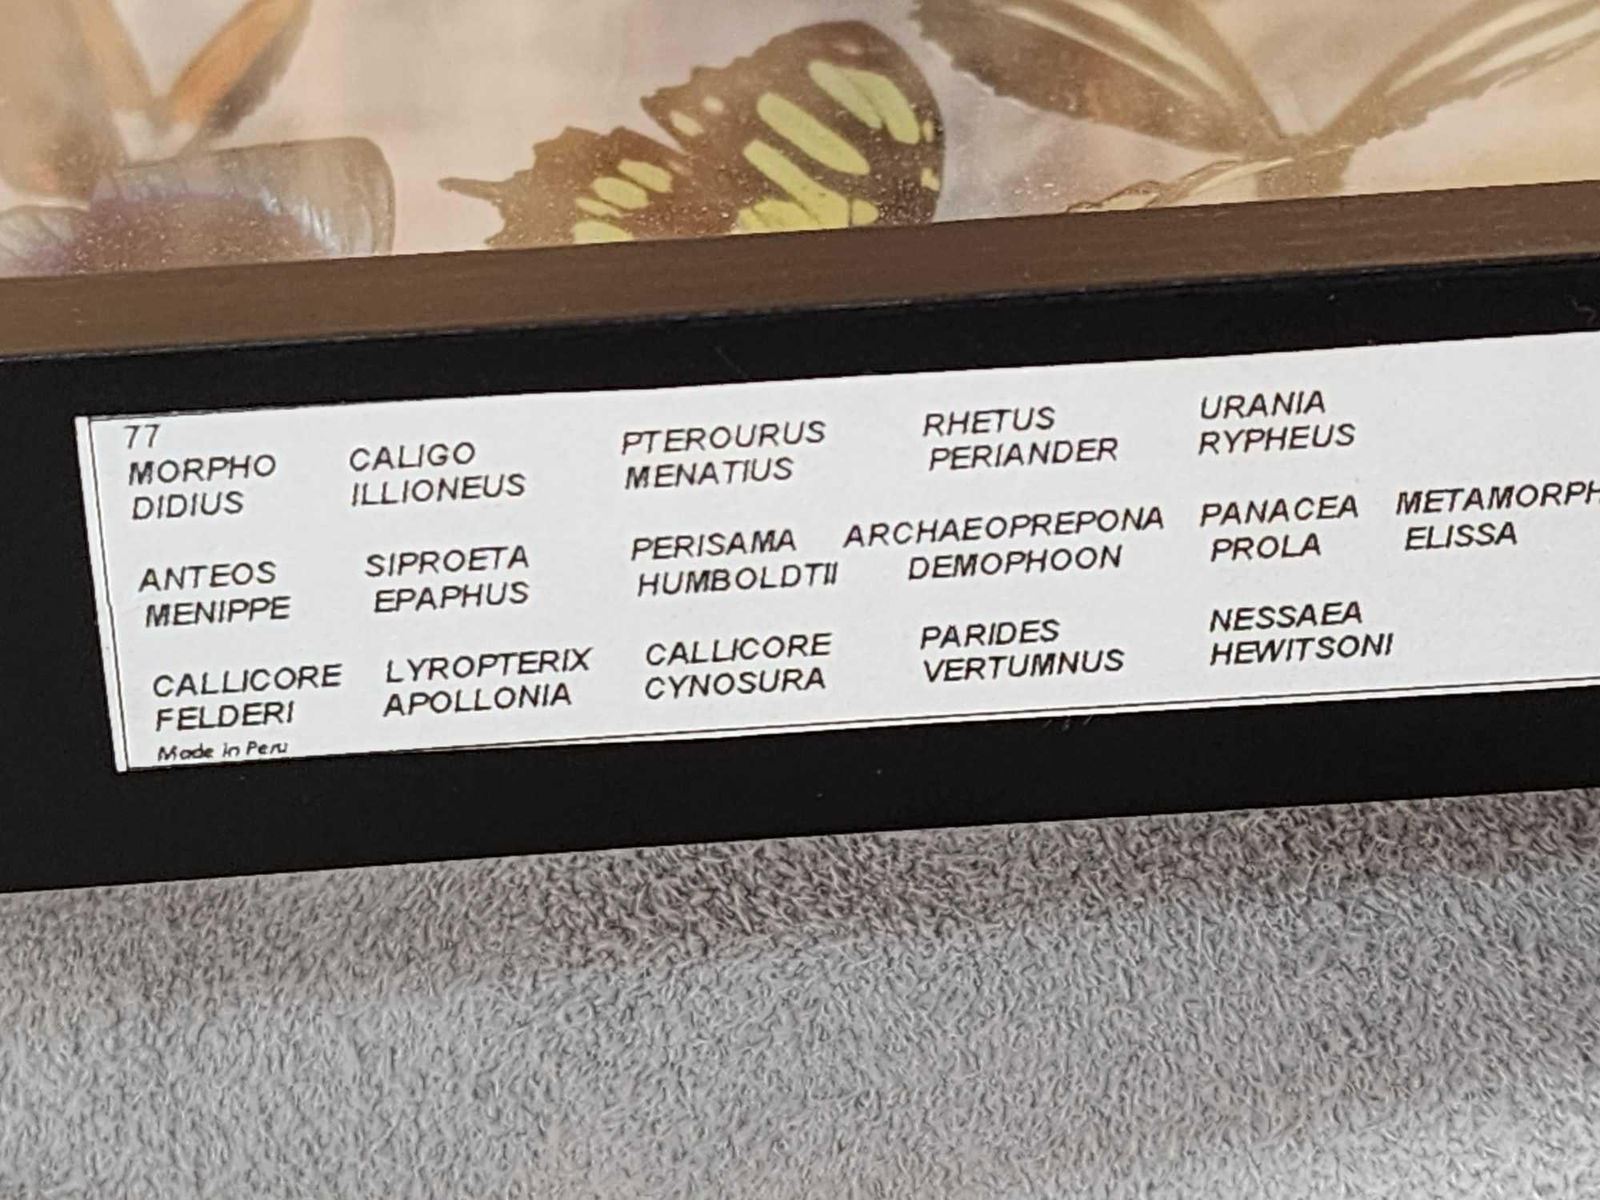 77
MORPHO CALIGO PTEROURUS RHETUS URANIA
DIDIUS ILLIONEUS MENATIUS PERIANDER RYPHEUS
ANTEOS SIPROETA PERISAMA ARCHAEOPREPONA PANACEA METAMORPH
MENIPPE EPAPHUS HUMBOLDTII DEMOPHOON PROLA ELISSA
CALLICORE LYROPTERIX CALLICORE PARIDES NESSAEA
FELDERI APOLLONIA CYNOSURA VERTUMNUS HEWITSONI
Made in Peru